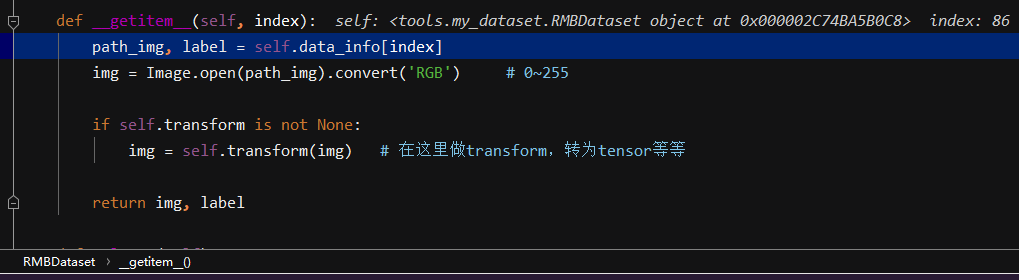 def __getitem__(self, index):   self: <tools.my_dataset.RMBDataset object at 0x000002C74BA5B0C8>  index: 86
path_img, label = self.data_info[index]
img = Image.open(path_img).convert('RGB')     # 0~255
if self.transform is not None:
img = self.transform(img)   # 在这里做transform，转为tensor等等
return img, label
RMBDataset › __getitem__()